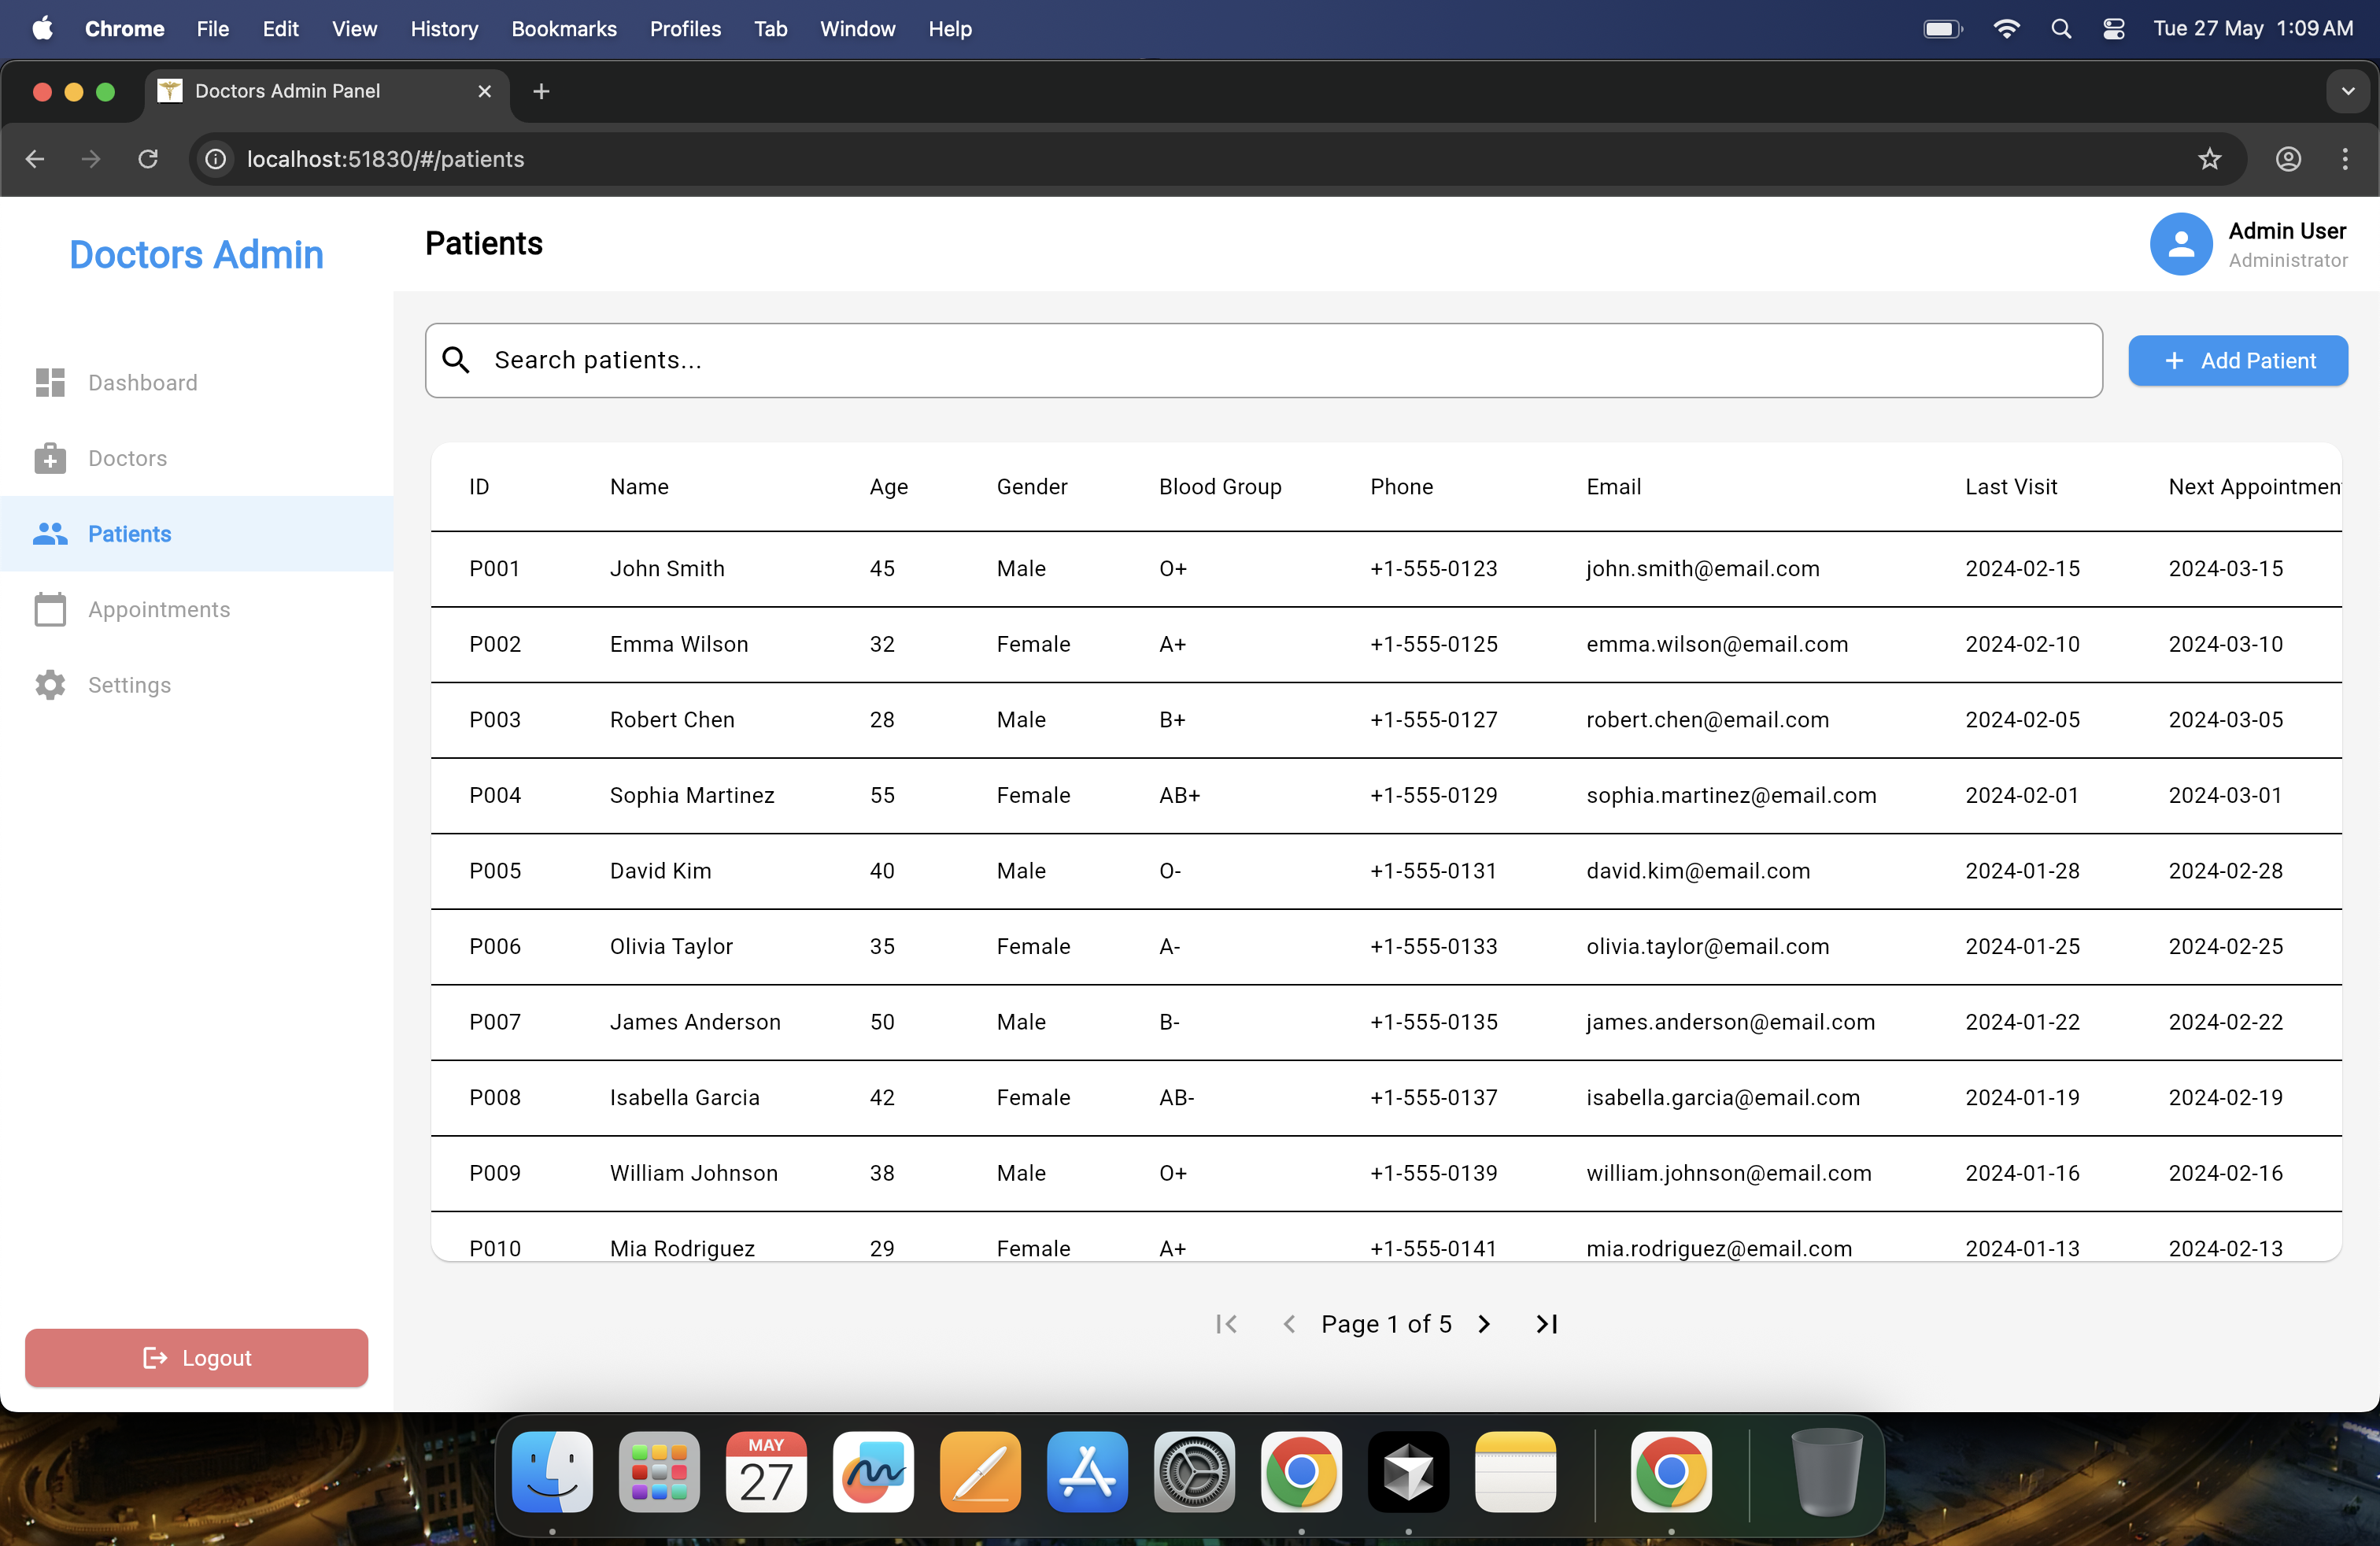 Chrome File Edit View History Bookmarks Profiles Tab Window Help Tue 27 May 1:09 AM
Doctors Admin Panel
localhost:51830/#/patients
Doctors Admin
Dashboard
Doctors
Patients
Appointments
Settings
Logout
Patients
Admin User
Administrator
Search patients...
Add Patient
ID Name Age Gender Blood Group Phone Email Last Visit Next Appointmen
P001 John Smith 45 Male O+ +1-555-0123 john.smith@email.com 2024-02-15 2024-03-15
P002 Emma Wilson 32 Female A+ +1-555-0125 emma.wilson@email.com 2024-02-10 2024-03-10
P003 Robert Chen 28 Male B+ +1-555-0127 robert.chen@email.com 2024-02-05 2024-03-05
P004 Sophia Martinez 55 Female AB+ +1-555-0129 sophia.martinez@email.com 2024-02-01 2024-03-01
P005 David Kim 40 Male O- +1-555-0131 david.kim@email.com 2024-01-28 2024-02-28
P006 Olivia Taylor 35 Female A- +1-555-0133 olivia.taylor@email.com 2024-01-25 2024-02-25
P007 James Anderson 50 Male B- +1-555-0135 james.anderson@email.com 2024-01-22 2024-02-22
P008 Isabella Garcia 42 Female AB- +1-555-0137 isabella.garcia@email.com 2024-01-19 2024-02-19
P009 William Johnson 38 Male O+ +1-555-0139 william.johnson@email.com 2024-01-16 2024-02-16
P010 Mia Rodriguez 29 Female A+ +1-555-0141 mia.rodriguez@email.com 2024-01-13 2024-02-13
Page 1 of 5
MAY
27